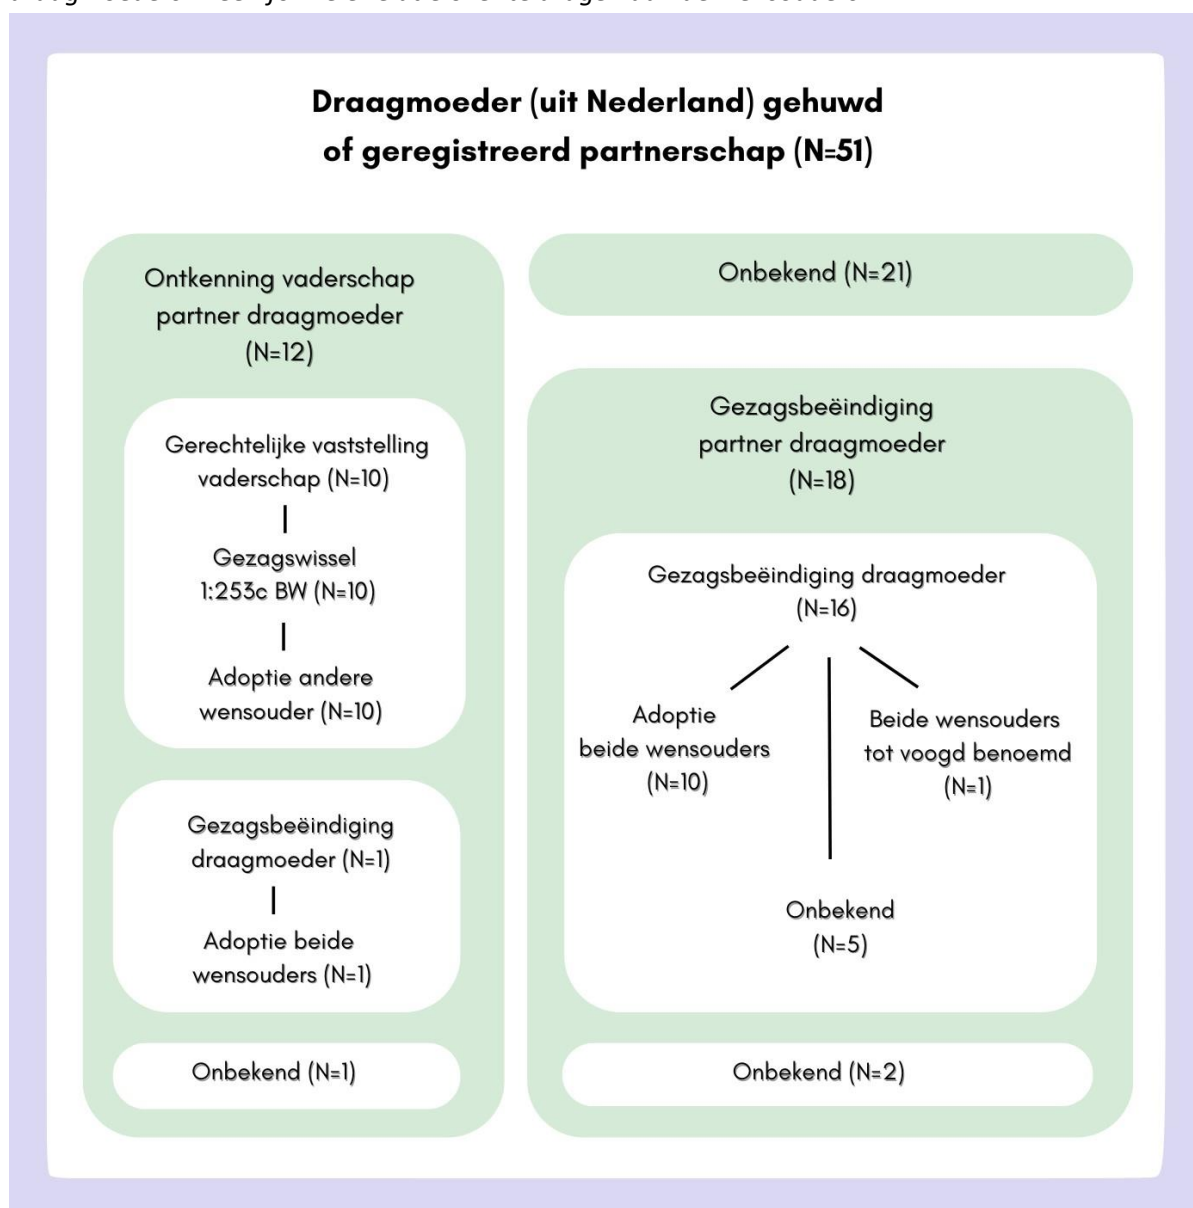 Draagmoeder (uit Nederland) gehuwd
of geregistreerd partnerschap (N=51)
Ontkenning vaderschap
partner draagmoeder
(N=12)
Gerechtelijke vaststelling
vaderschap (N=10)
Gezagswissel
1:253c BW (N=10)
Adoptie andere
wensouder (N=10)
Gezagsbeëindiging
draagmoeder (N=1)
Adoptie beide
wensouders (N=1)
Onbekend (N=1)
Onbekend (N=21)
Gezagsbeëindiging
partner draagmoeder
(N=18)
Gezagsbeëindiging draagmoeder
(N=16)
Adoptie
beide wensouders
(N=10)
Beide wensouders
tot voogd benoemd
(N=1)
Onbekend
(N=5)
Onbekend (N=2)